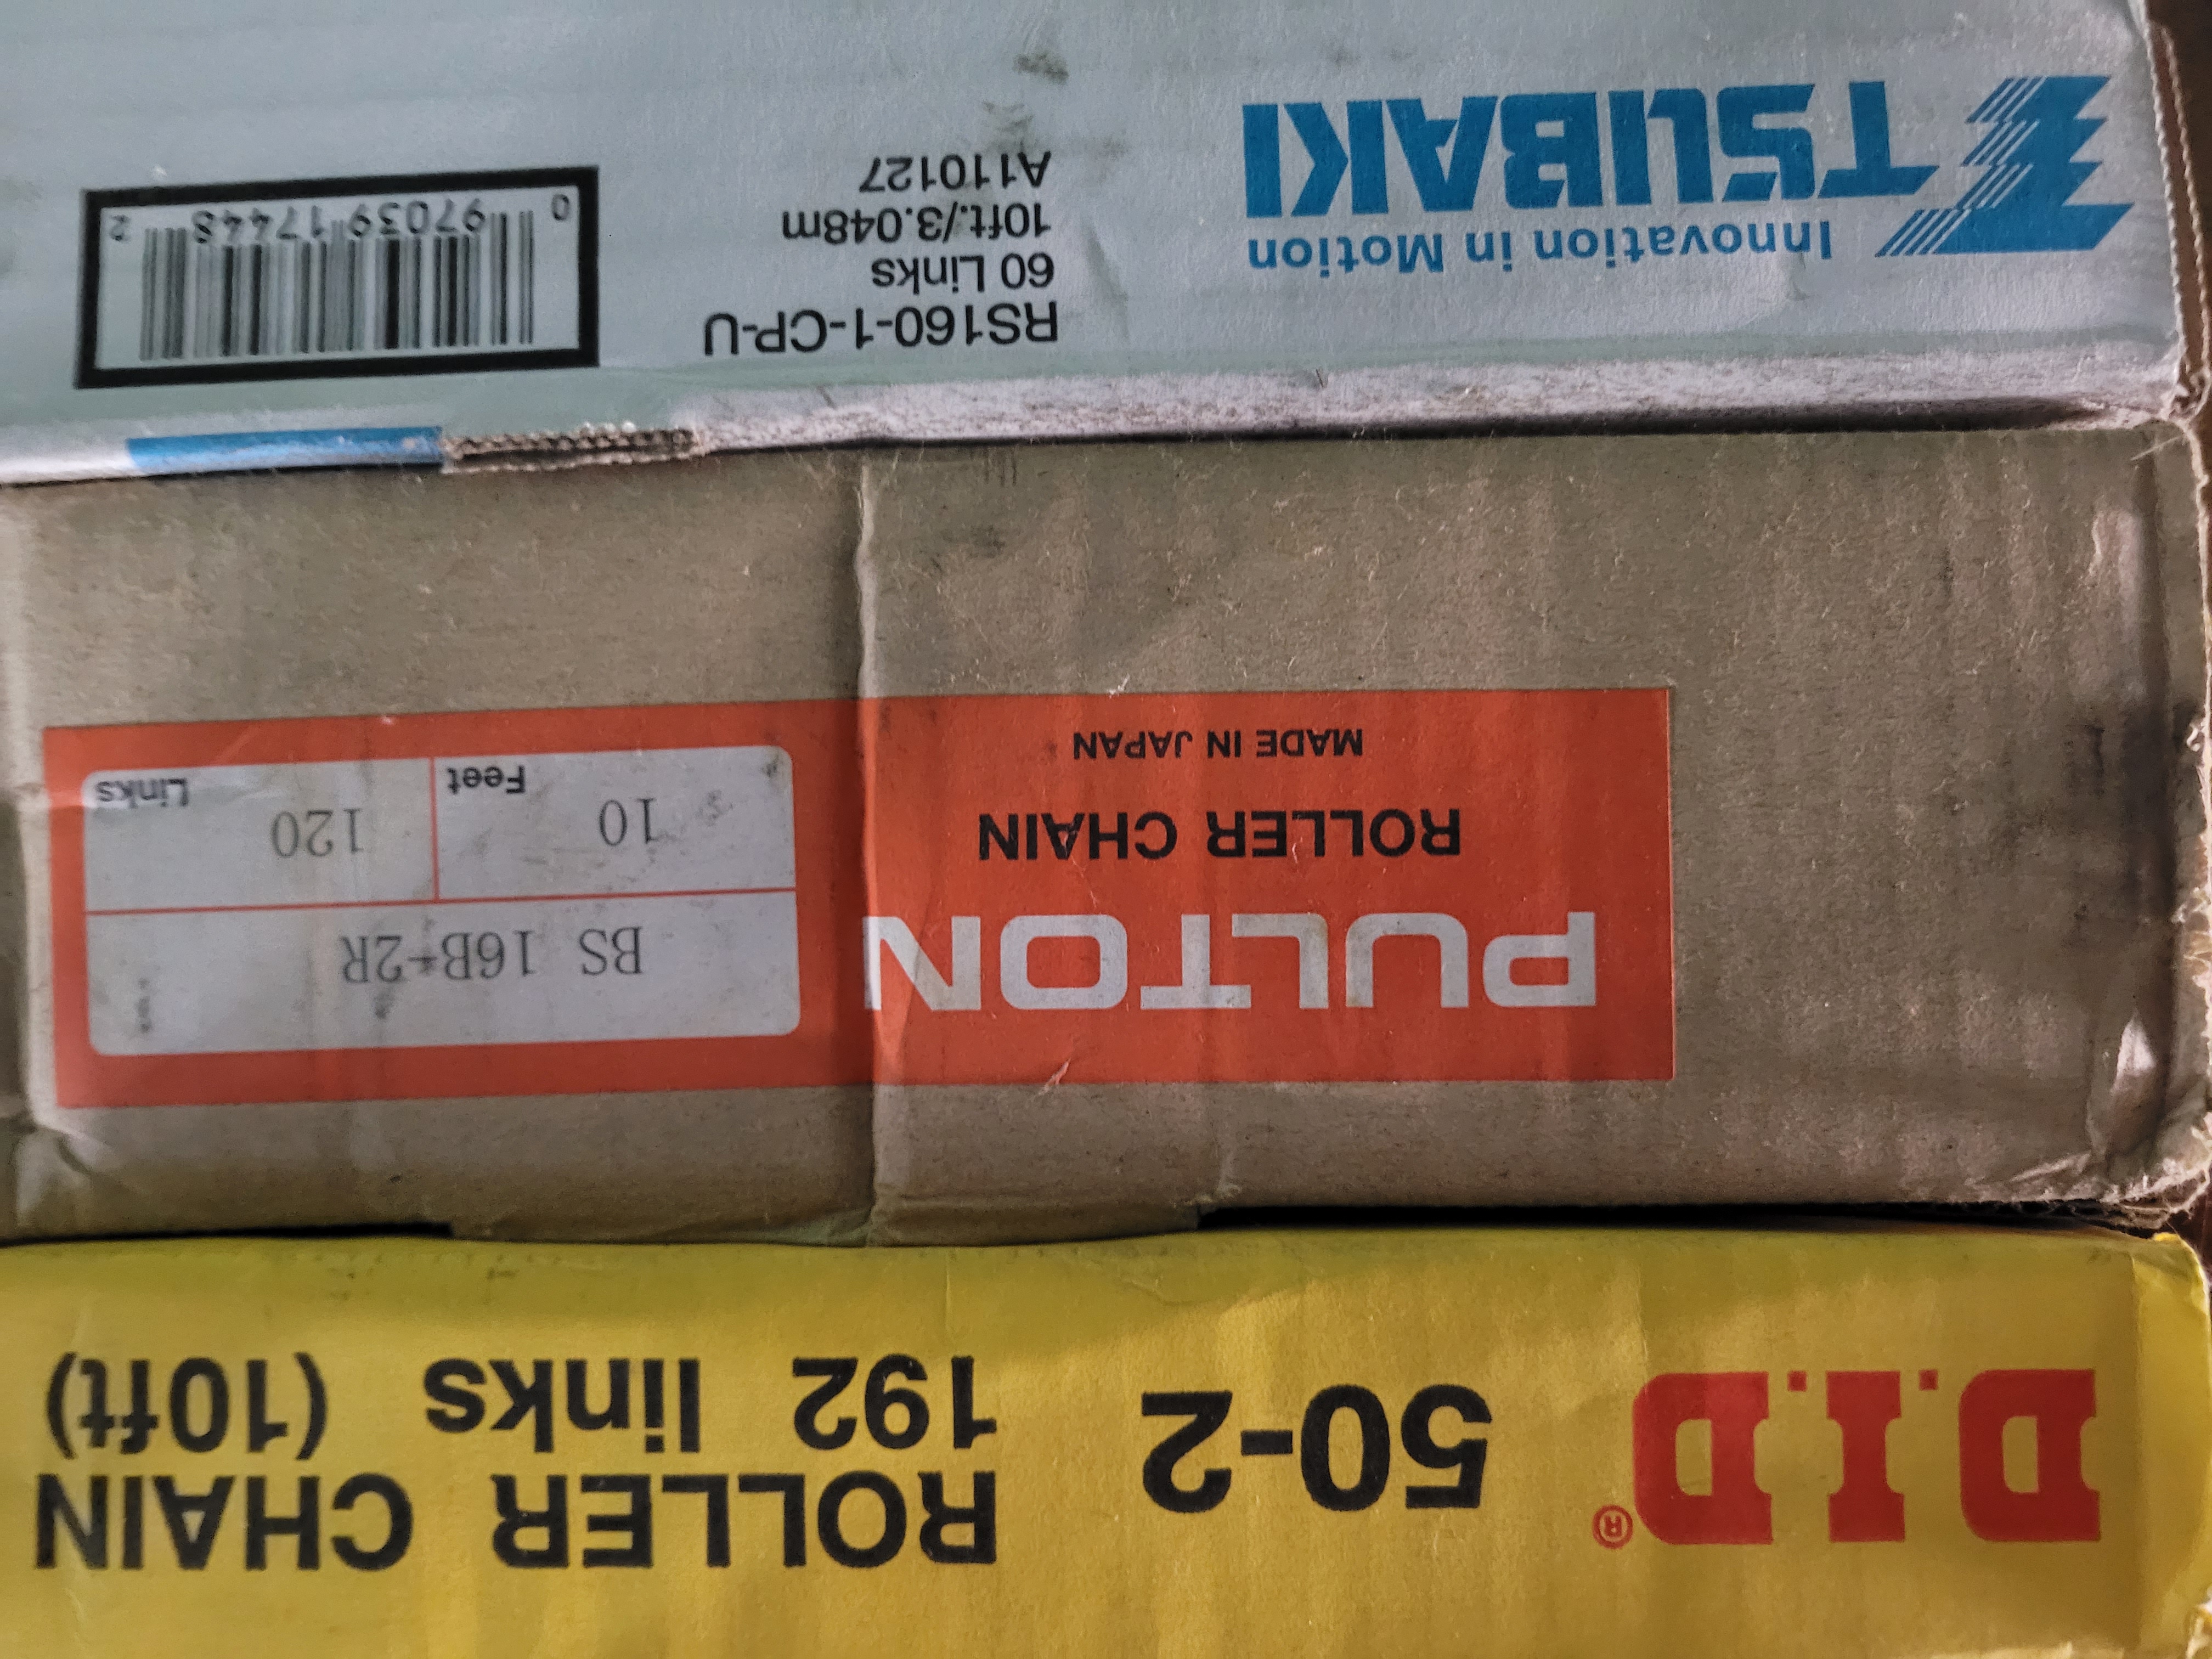 D.I.D®
50-2
ROLLER CHAIN
192 links (10ft)
PULTON
ROLLER CHAIN
MADE IN JAPAN
BS 16B-2R
10 Feet
120 Links
Innovation in Motion
TSUBAKI
RS160-1-CP-U
60 Links
10ft./3.048m
A110127
0 97039 17448 2